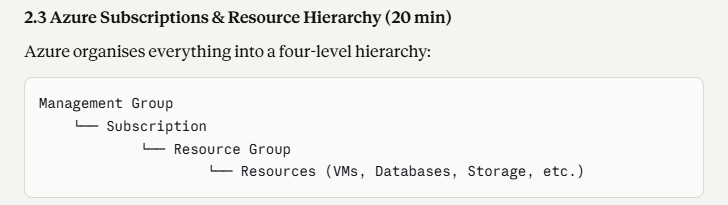 2.3 Azure Subscriptions & Resource Hierarchy (20 min)
Azure organises everything into a four-level hierarchy:
Management Group
└── Subscription
└── Resource Group
└── Resources (VMs, Databases, Storage, etc.)